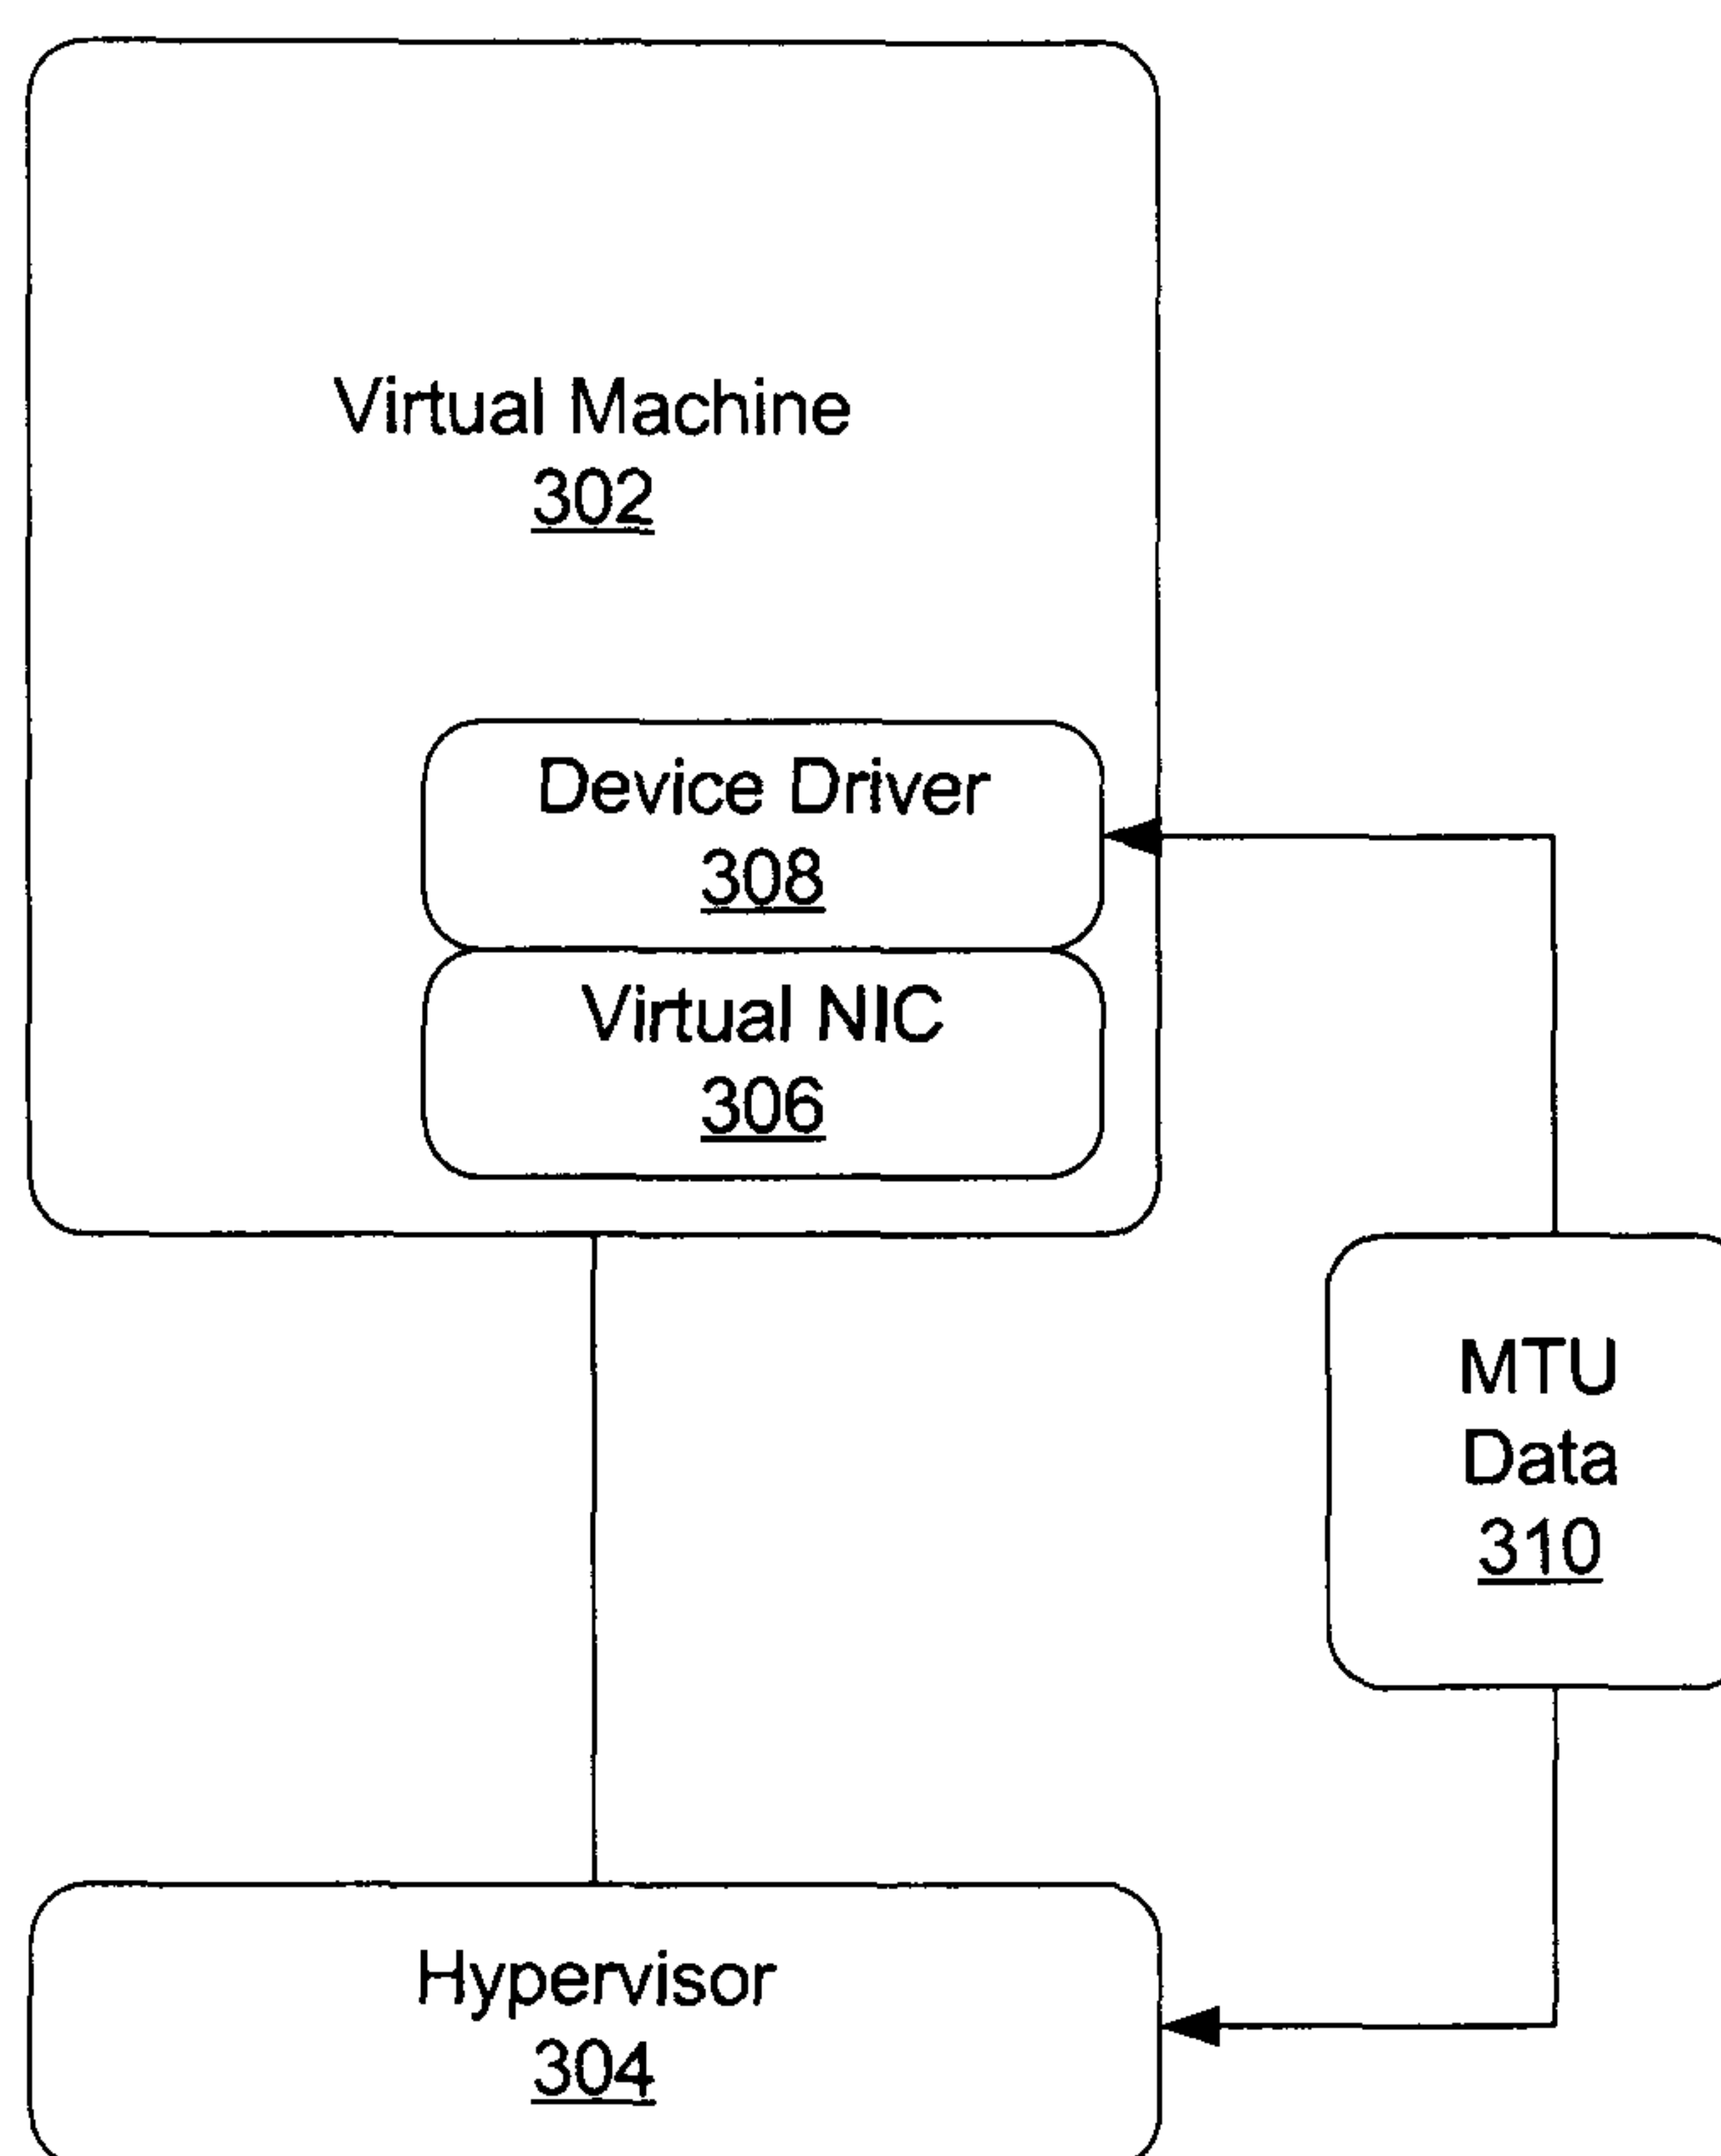 Virtual Machine
302
Device Driver
308
Virtual NIC
306
MTU
Data
310
Hypervisor
304